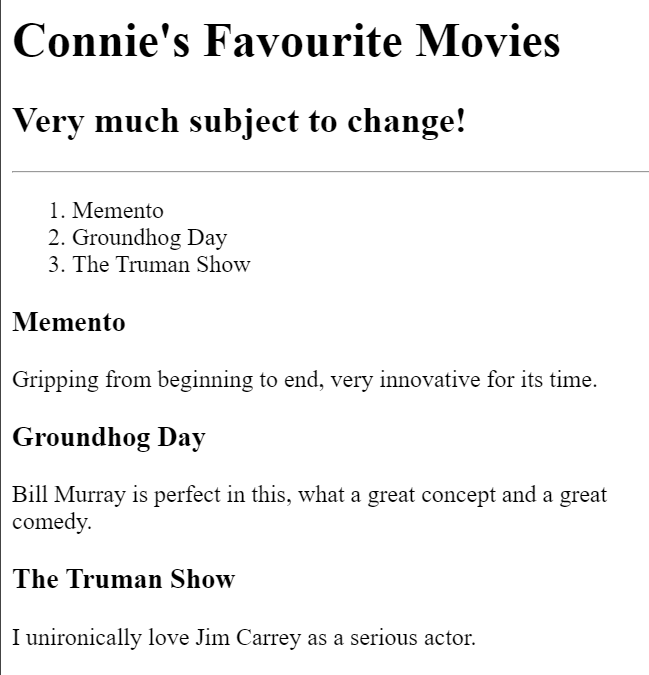 Connie's Favourite Movies
Very much subject to change!
1. Memento
2. Groundhog Day
3. The Truman Show
Memento
Gripping from beginning to end, very innovative for its time.
Groundhog Day
Bill Murray is perfect in this, what a great concept and a great
comedy.
The Truman Show
I unironically love Jim Carrey as a serious actor.